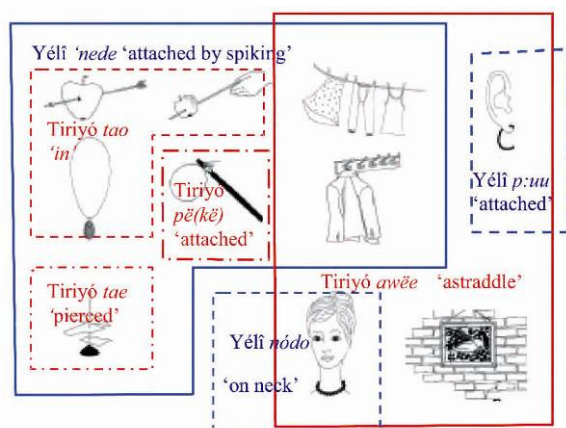 Yélî 'nede 'attached by spiking'
Tiriyó tao
'in'
Tiriyó
pë(kë)
'attached'
Yélî p:uu
'attached'
Tiriyó tae
'pierced'
Tiriyó awëe 'astraddle'
Yélî nódo
'on neck'